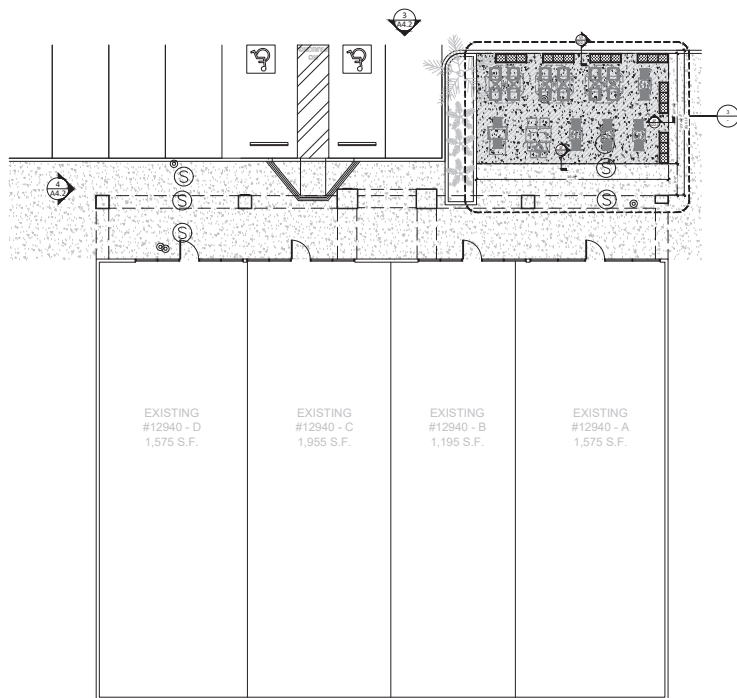 3
A4.2
3
-
4
A4.2
S
S
S
S
S
EXISTING
#12940 - D
1,575 S.F.
EXISTING
#12940 - C
1,955 S.F.
EXISTING
#12940 - B
1,195 S.F.
EXISTING
#12940 - A
1,575 S.F.